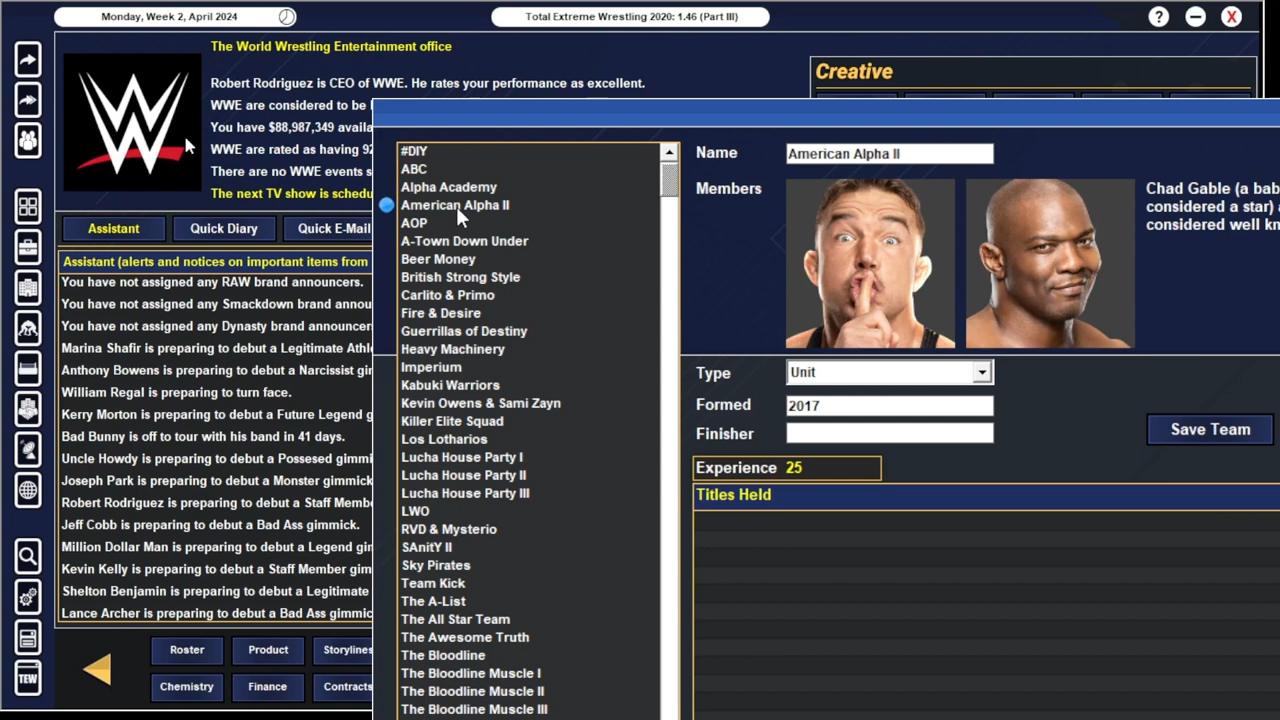 Monday, Week 2, April 2024
Total Extreme Wrestling 2020: 1.46 (Part III)
?
The World Wrestling Entertainment office
Robert Rodriguez is CEO of WWE. He rates your performance as excellent.
WWE are considered to be
You have $88,987,349 availa
WWE are rated as having 92
There are no WWE events s
The next TV show is schedu
Creative
Assistant
Quick Diary
Quick E-Mail
Assistant (alerts and notices on important items from
You have not assigned any RAW brand announcers.
You have not assigned any Smackdown brand annou
You have not assigned any Dynasty brand announcers
Marina Shafir is preparing to debut a Legitimate Athle
Anthony Bowens is preparing to debut a Narcissist gir
William Regal is preparing to turn face.
Kerry Morton is preparing to debut a Future Legend g
Bad Bunny is off to tour with his band in 41 days.
Uncle Howdy is preparing to debut a Possesed gimmi
Joseph Park is preparing to debut a Monster gimmick
Robert Rodriguez is preparing to debut a Staff Membe
Jeff Cobb is preparing to debut a Bad Ass gimmick.
Million Dollar Man is preparing to debut a Legend gir
Kevin Kelly is preparing to debut a Staff Member gim
Shelton Benjamin is preparing to debut a Legitimate
Lance Archer is preparing to debut a Bad Ass gimmic
Roster
Product
Storylines
Chemistry
Finance
Contracts
TEW
#DIY
ABC
Alpha Academy
American Alpha II
AOP
A-Town Down Under
Beer Money
British Strong Style
Carlito & Primo
Fire & Desire
Guerrillas of Destiny
Heavy Machinery
Imperium
Kabuki Warriors
Kevin Owens & Sami Zayn
Killer Elite Squad
Los Lotharios
Lucha House Party I
Lucha House Party II
Lucha House Party III
LWO
RVD & Mysterio
SAnitY II
Sky Pirates
Team Kick
The A-List
The All Star Team
The Awesome Truth
The Bloodline
The Bloodline Muscle I
The Bloodline Muscle II
The Bloodline Muscle III
Name
American Alpha II
Members
Chad Gable (a bab
considered a star) a
considered well kn
Type
Unit
Formed
2017
Finisher
Save Team
Experience 25
Titles Held